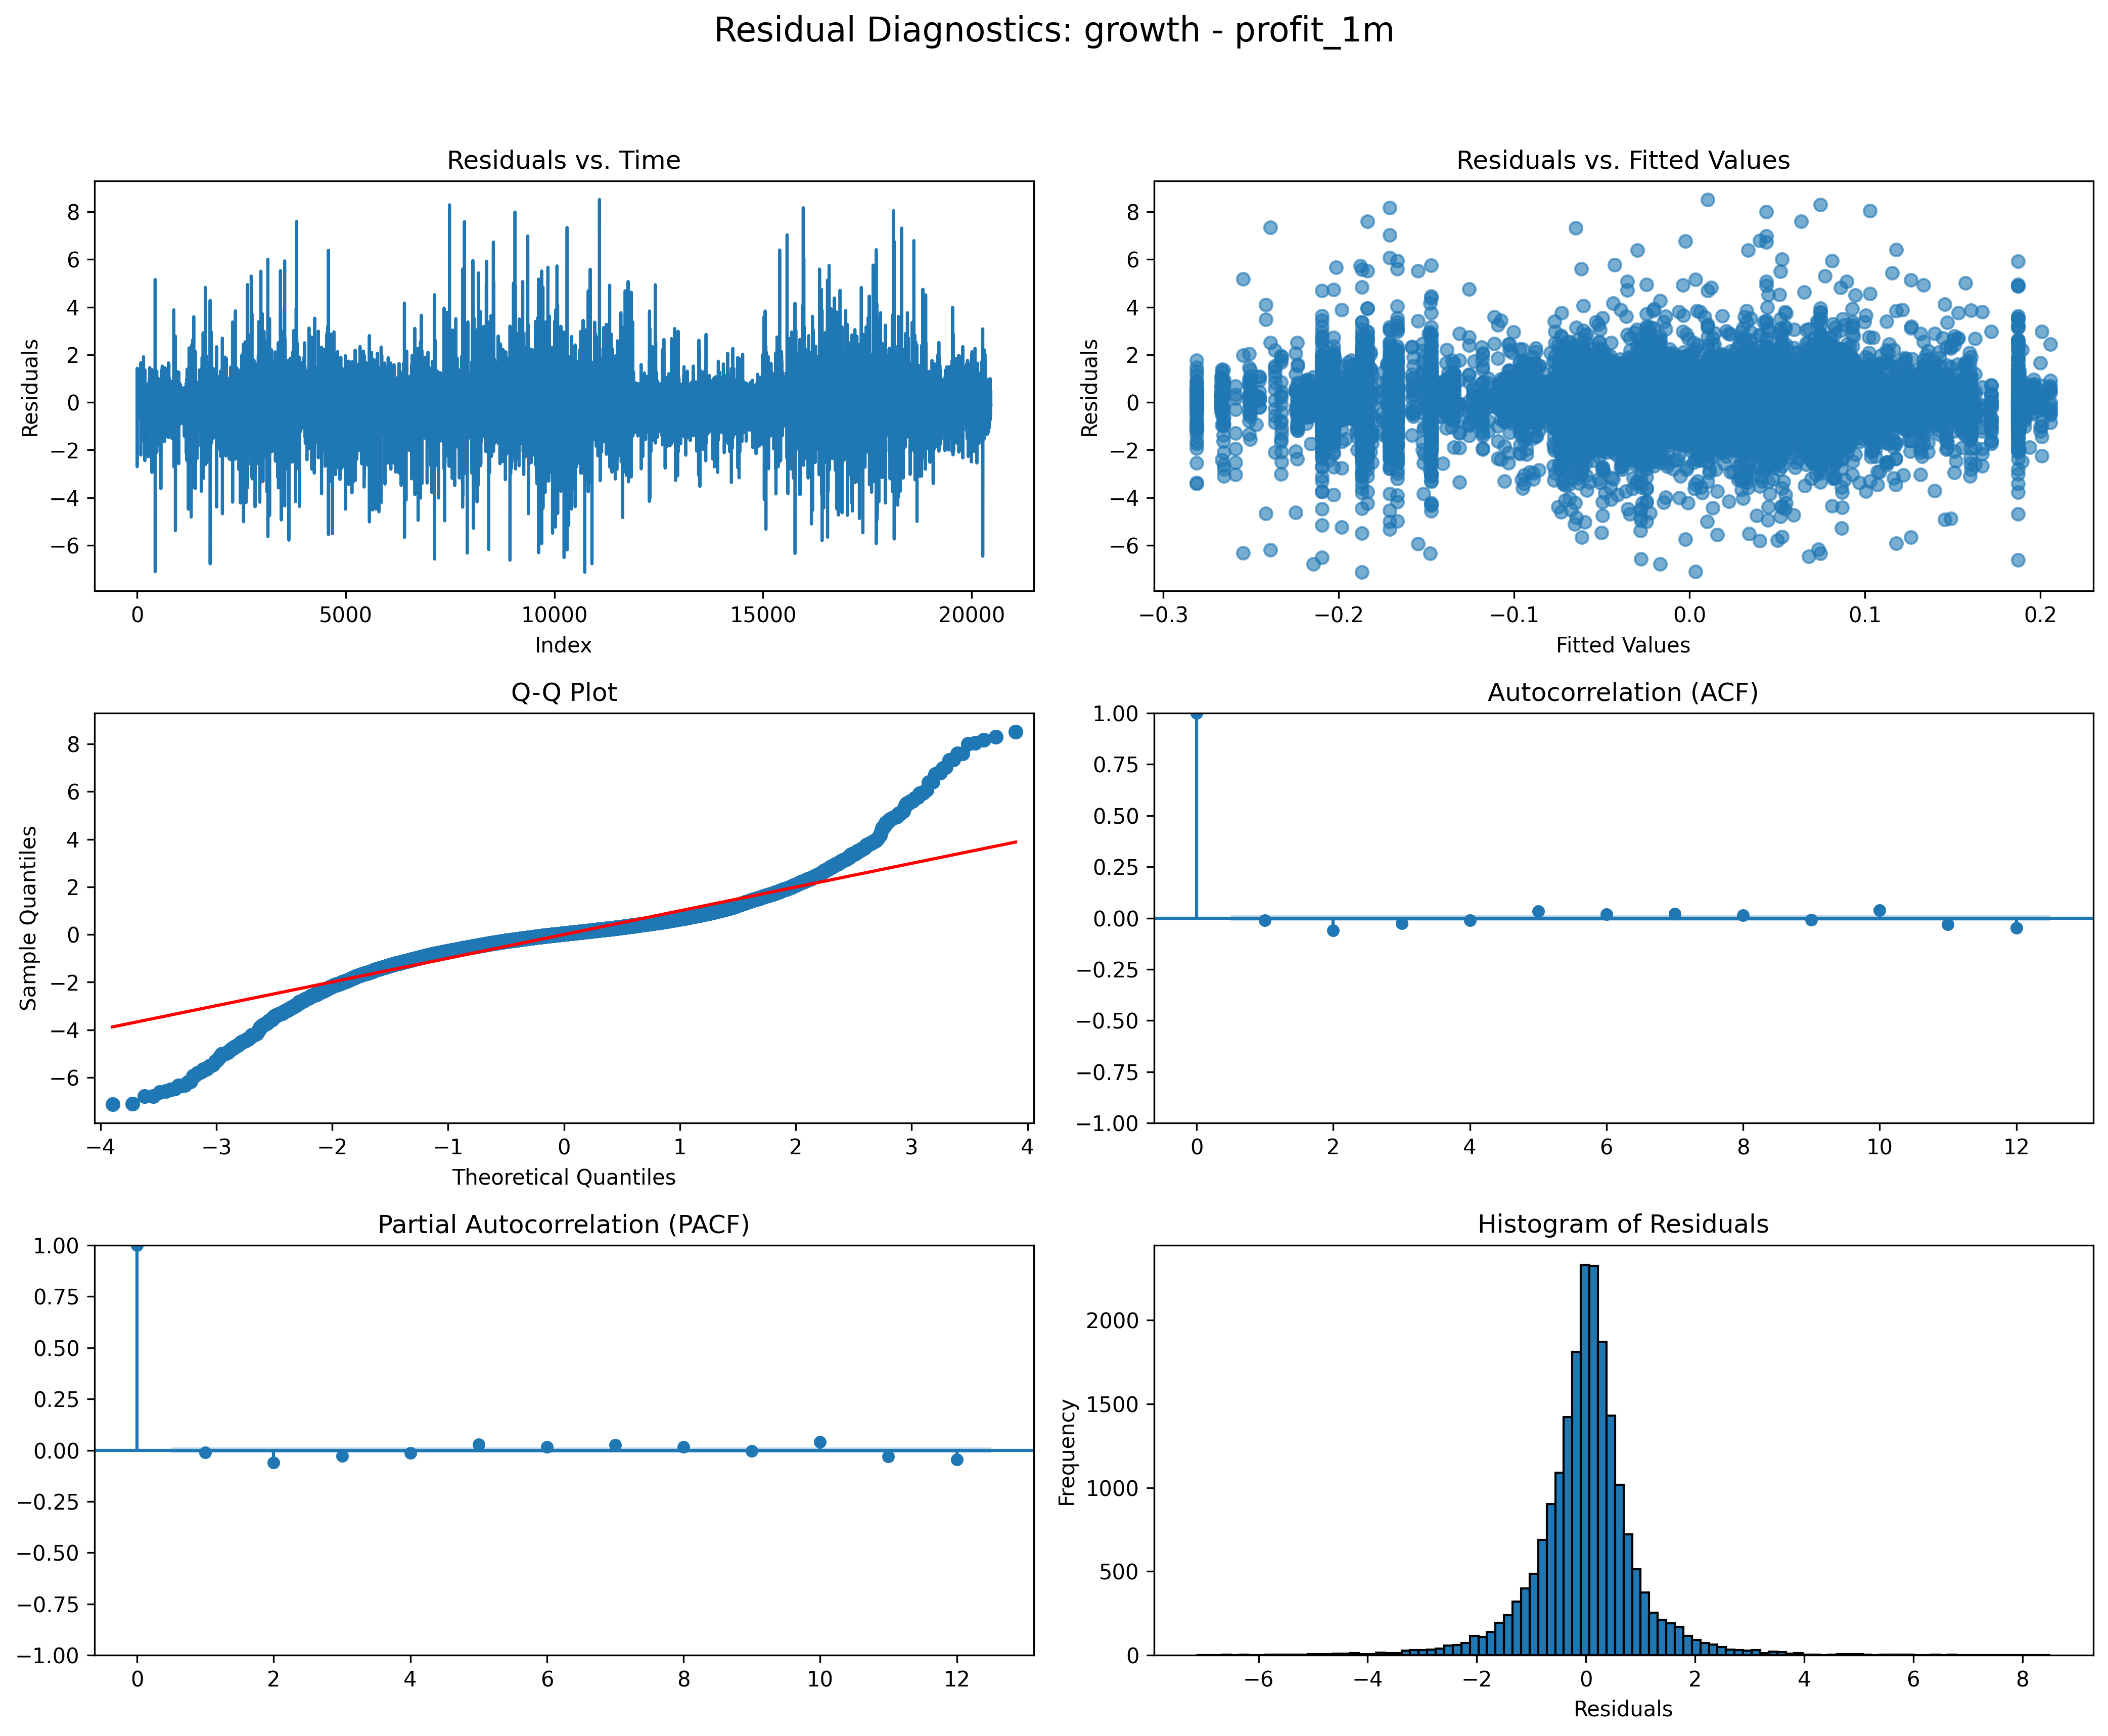 Residual Diagnostics: growth - profit_1m
Residuals vs. Time
8
6
4
2
0
−2
−4
−6
Residuals
0 5000 10000 15000 20000
Index
Residuals vs. Fitted Values
8
6
4
2
0
−2
−4
−6
Residuals
−0.3 −0.2 −0.1 0.0 0.1 0.2
Fitted Values
Q-Q Plot
8
6
4
2
0
−2
−4
−6
Sample Quantiles
−4 −3 −2 −1 0 1 2 3 4
Theoretical Quantiles
Autocorrelation (ACF)
1.00
0.75
0.50
0.25
0.00
−0.25
−0.50
−0.75
−1.00
0 2 4 6 8 10 12
Partial Autocorrelation (PACF)
1.00
0.75
0.50
0.25
0.00
−0.25
−0.50
−0.75
−1.00
0 2 4 6 8 10 12
Histogram of Residuals
2000
1500
1000
500
0
Frequency
−6 −4 −2 0 2 4 6 8
Residuals